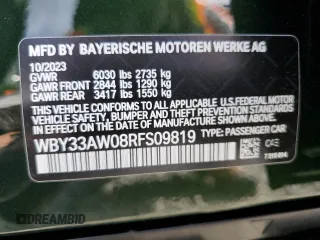 MFD BY BAYERISCHE MOTOREN WERKE AG
10/2023
GVWR 6030 lbs 2735 kg
GAWR FRONT 2844 lbs 1290 kg
GAWR REAR 3417 lbs 1550 kg
THIS VEHICLE CONFORMS TO ALL APPLICABLE
U.S. FEDERAL MOTOR VEHICLE SAFETY, BUMPER,
AND THEFT PREVENTION STANDARDS IN EFFECT
ON THE DATE OF MANUFACTURE SHOWN ABOVE.
WBY33AW08RFS09819 TYPE: PASSENGER CAR
DREAMBID